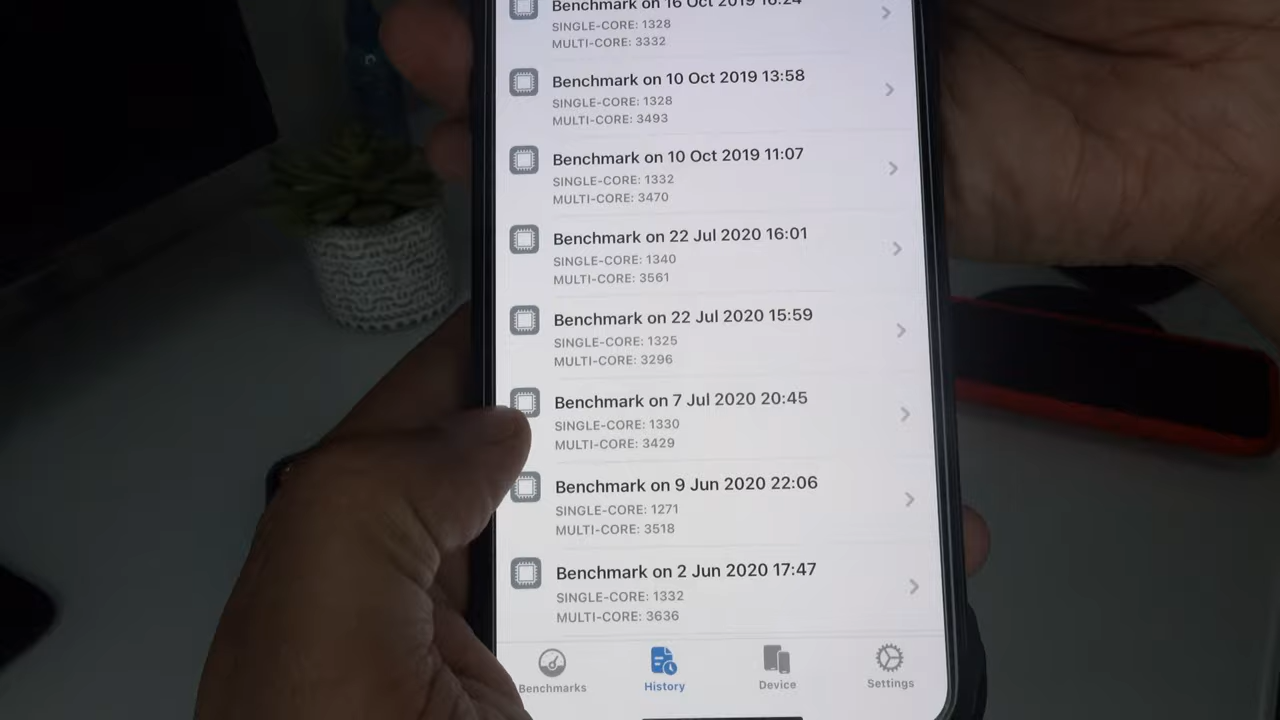 Benchmark on 16 Oct 2019 16:24
SINGLE-CORE: 1328
MULTI-CORE: 3332
Benchmark on 10 Oct 2019 13:58
SINGLE-CORE: 1328
MULTI-CORE: 3493
Benchmark on 10 Oct 2019 11:07
SINGLE-CORE: 1332
MULTI-CORE: 3470
Benchmark on 22 Jul 2020 16:01
SINGLE-CORE: 1340
MULTI-CORE: 3561
Benchmark on 22 Jul 2020 15:59
SINGLE-CORE: 1325
MULTI-CORE: 3296
Benchmark on 7 Jul 2020 20:45
SINGLE-CORE: 1330
MULTI-CORE: 3429
Benchmark on 9 Jun 2020 22:06
SINGLE-CORE: 1271
MULTI-CORE: 3518
Benchmark on 2 Jun 2020 17:47
SINGLE-CORE: 1332
MULTI-CORE: 3636
Benchmarks
History
Device
Settings